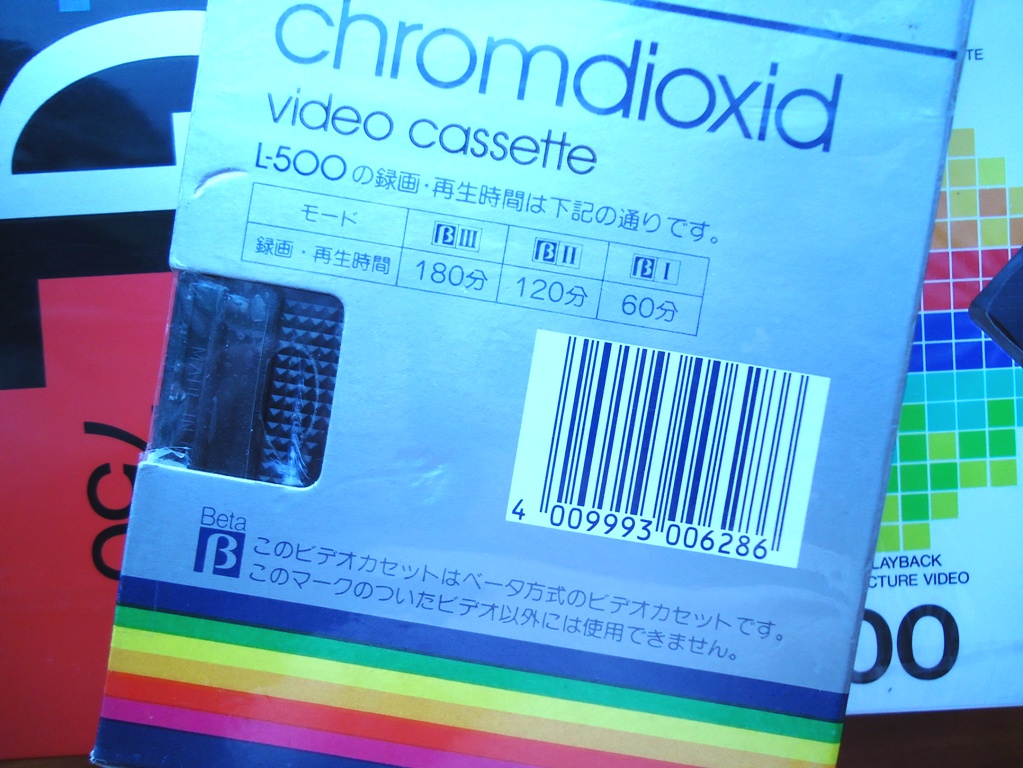 chromdioxid
video cassette
L-500の録画・再生時間は下記の通りです。
モード βIII βII βI
録画・再生時間 180分 120分 60分
4 009993 006286
Beta
β
このビデオカセットはベータ方式のビデオカセットです。
このマークのついたビデオ以外には使用できません。
LAYBACK
CTURE VIDEO
00